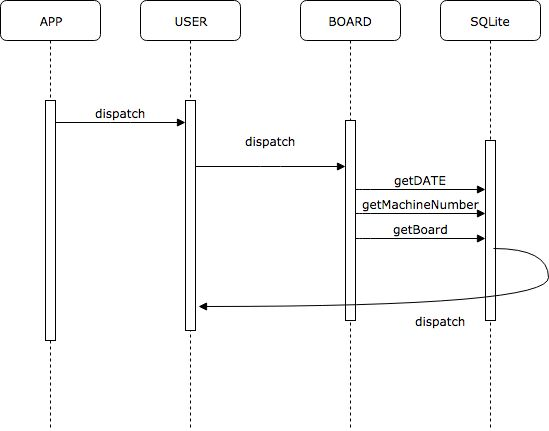 APP
USER
BOARD
SQLite
dispatch
dispatch
getDATE
getMachineNumber
getBoard
dispatch